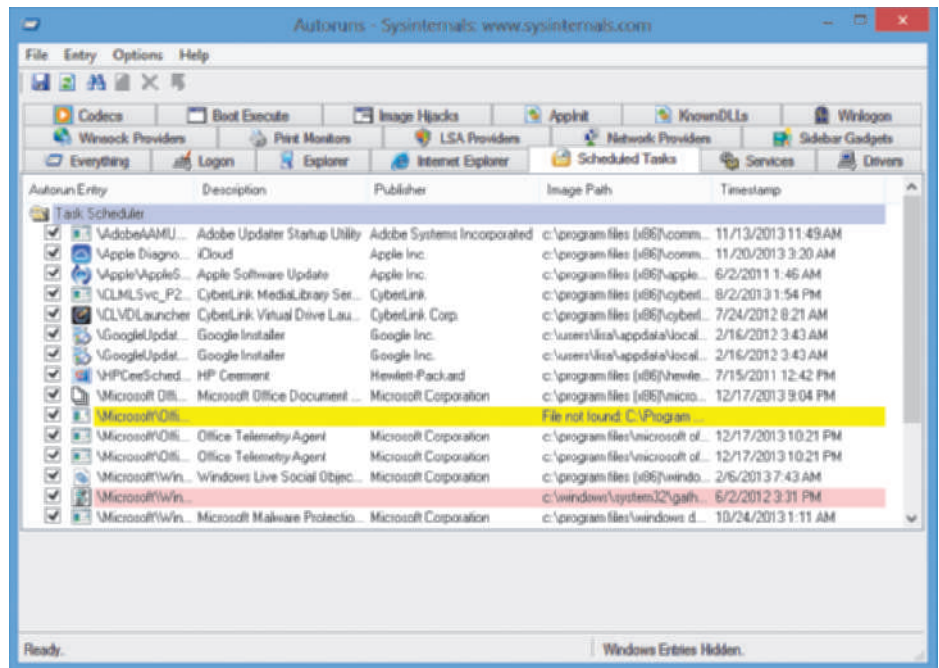 Autoruns - Sysinternals: www.sysinternals.com
File Entry Options Help
Codecs Boot Execute Image Hijacks AppInit KnownDLLs Winlogon
Winsock Providers Print Monitors LSA Providers Network Providers Sidebar Gadgets
Everything Logon Explorer Internet Explorer Scheduled Tasks Services Drivers
Autorun Entry Description Publisher Image Path Timestamp
Task Scheduler
\AdobeAAMU... Adobe Updater Startup Utility Adobe Systems Incorporated c:\program files (x86)\comm... 11/13/2013 11:49 AM
\Apple Diagno... iCloud Apple Inc. c:\program files (x86)\comm... 11/20/2013 3:20 AM
\Apple\AppleS... Apple Software Update Apple Inc. c:\program files (x86)\apple... 6/2/2011 1:46 AM
\CLMLSvc_P2... CyberLink MediaLibrary Ser... CyberLink c:\program files (x86)\cyberl... 8/2/2013 1:54 PM
\CLVDLauncher CyberLink Virtual Drive Lau... CyberLink Corp. c:\program files (x86)\cyberl... 7/24/2012 8:21 AM
\GoogleUpdat... Google Installer Google Inc. c:\users\lisa\appdata\local... 2/16/2012 3:43 AM
\GoogleUpdat... Google Installer Google Inc. c:\users\lisa\appdata\local... 2/16/2012 3:43 AM
\HPCeeSched... HP Ceement Hewlett-Packard c:\program files (x86)\hewle... 7/15/2011 12:42 PM
\Microsoft Offi... Microsoft Office Document ... Microsoft Corporation c:\program files (x86)\micro... 12/17/2013 9:04 PM
\Microsoft\Offi... File not found: C:\Program ...
\Microsoft\Offi... Office Telemetry Agent Microsoft Corporation c:\program files\microsoft of... 12/17/2013 10:21 PM
\Microsoft\Offi... Office Telemetry Agent Microsoft Corporation c:\program files\microsoft of... 12/17/2013 10:21 PM
\Microsoft\Win... Windows Live Social Objec... Microsoft Corporation c:\program files (x86)\windo... 2/6/2013 7:43 AM
\Microsoft\Win... c:\windows\system32\gath... 6/2/2012 3:31 PM
\Microsoft\Win... Microsoft Malware Protectio... Microsoft Corporation c:\program files\windows d... 10/24/2013 1:11 AM
Ready. Windows Entries Hidden.